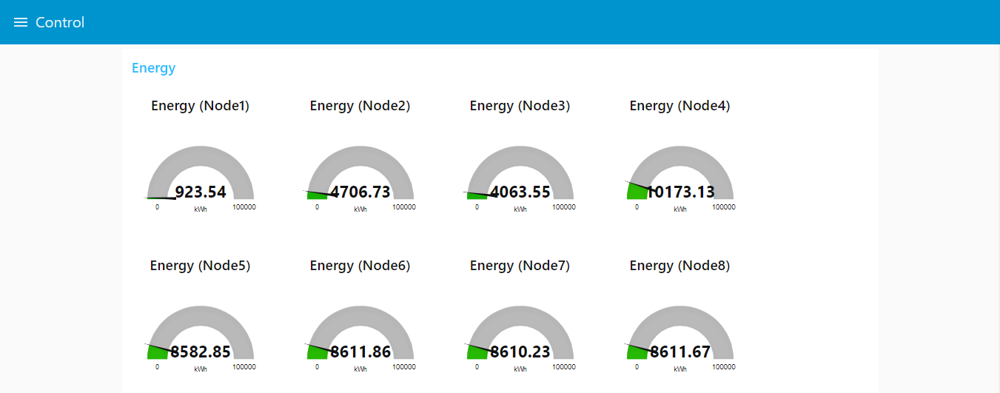 Control
Energy
Energy (Node1) Energy (Node2) Energy (Node3) Energy (Node4)
923.54 4706.73 4063.55 10173.13
0 kWh 100000 0 kWh 100000 0 kWh 100000 0 kWh 100000
Energy (Node5) Energy (Node6) Energy (Node7) Energy (Node8)
8582.85 8611.86 8610.23 8611.67
0 kWh 100000 0 kWh 100000 0 kWh 100000 0 kWh 100000